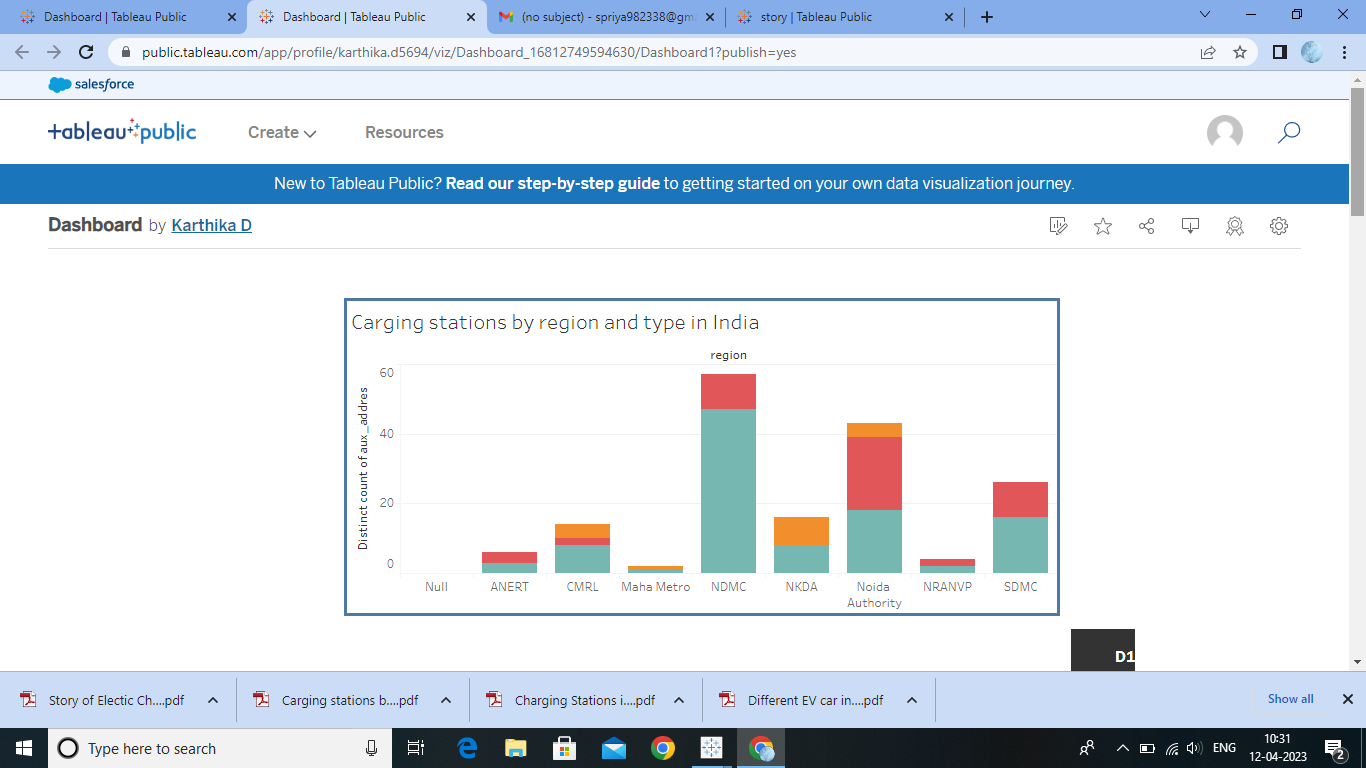 Dashboard | Tableau Public
Dashboard | Tableau Public
(no subject) - spriya982338@gm
story | Tableau Public
public.tableau.com/app/profile/karthika.d5694/viz/Dashboard_16812749594630/Dashboard1?publish=yes
salesforce
+ableau+public
Create
Resources
New to Tableau Public? Read our step-by-step guide to getting started on your own data visualization journey.
Dashboard by Karthika D
Carging stations by region and type in India
region
Distinct count of aux_addres
60
40
20
0
Null ANERT CMRL Maha Metro NDMC NKDA Noida Authority NRANVP SDMC
D1
Story of Electic Ch....pdf
Carging stations b....pdf
Charging Stations i....pdf
Different EV car in....pdf
Show all
Type here to search
ENG
10:31
12-04-2023
2